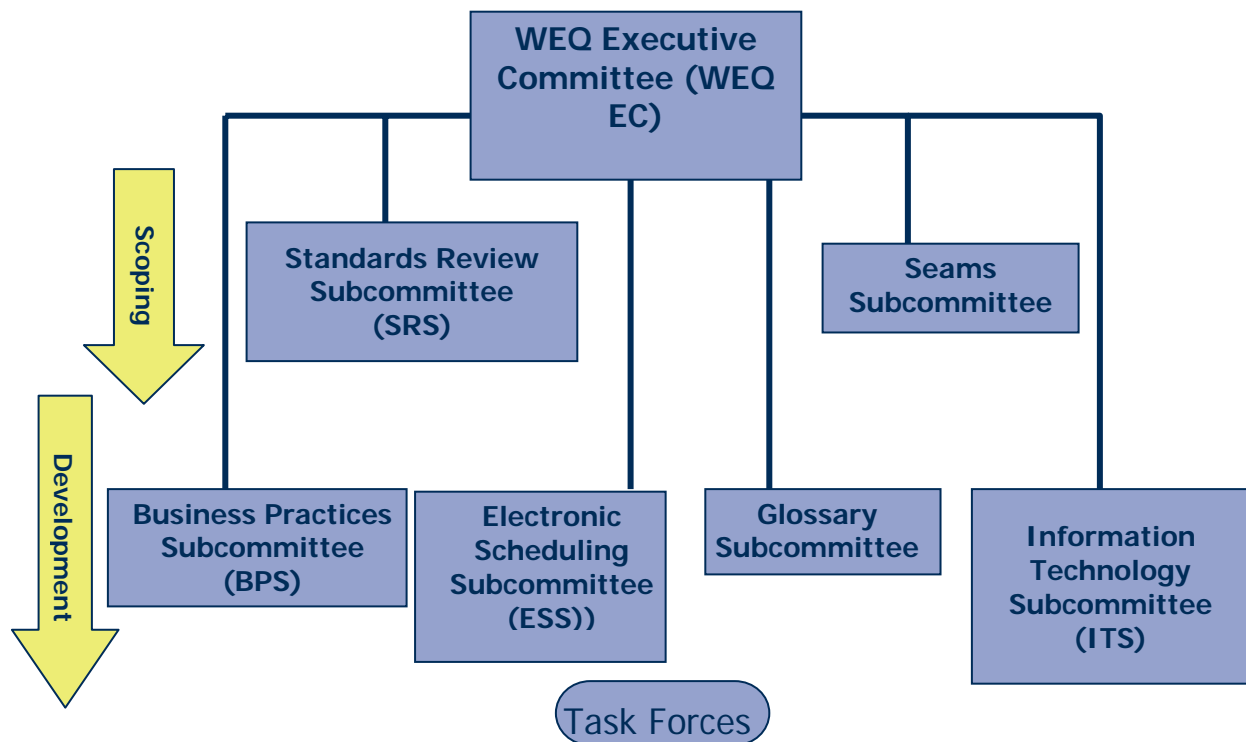 WEQ Executive
Committee (WEQ
EC)
Scoping
Standards Review
Subcommittee
(SRS)
Seams
Subcommittee
Development
Business Practices
Subcommittee
(BPS)
Electronic
Scheduling
Subcommittee
(ESS))
Glossary
Subcommittee
Information
Technology
Subcommittee
(ITS)
Task Forces